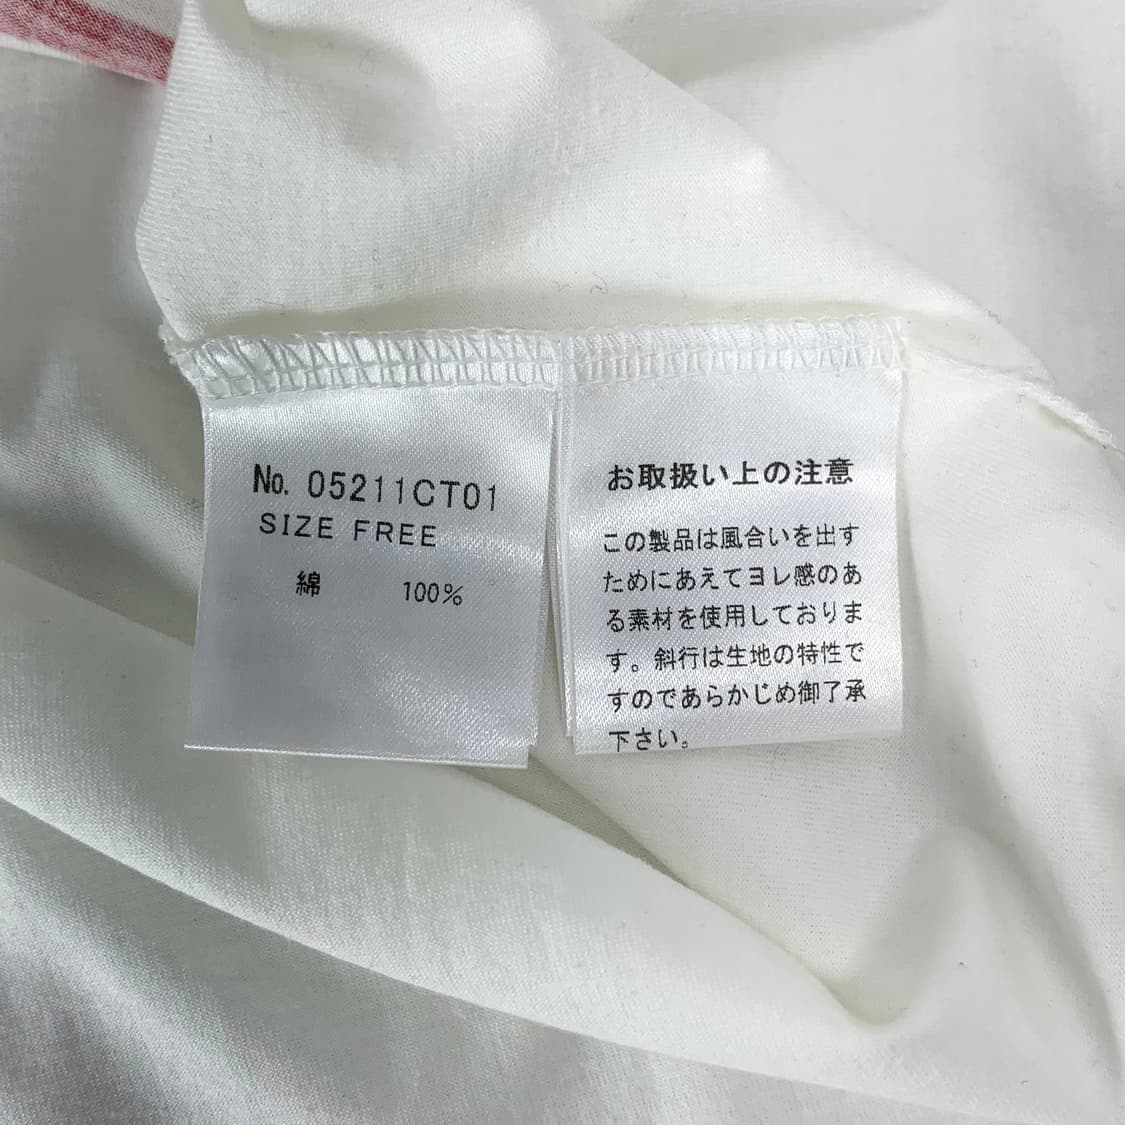 No. 05211CT01
SIZE FREE
綿 100%
お取扱い上の注意
この製品は風合いを出す
ためにあえてヨレ感のあ
る素材を使用しておりま
す。斜行は生地の特性で
すのであらかじめ御了承
下さい。